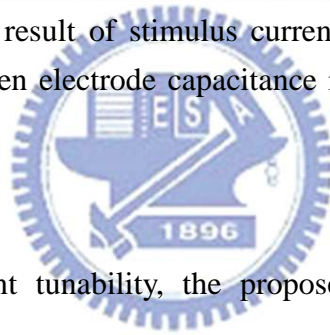 result of stimulus curren
en electrode capacitance
E S A
1896
nt tunability, the propose